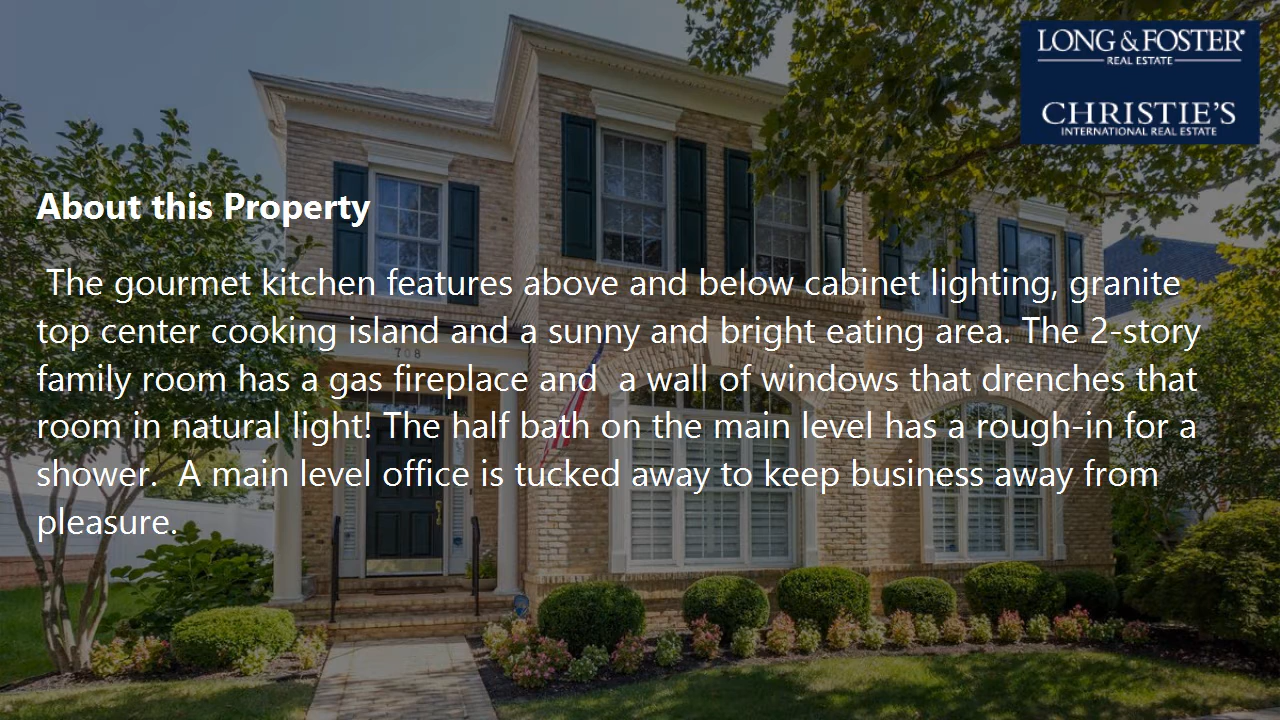 LONG & FOSTER®
REAL ESTATE
CHRISTIE'S
INTERNATIONAL REAL ESTATE
About this Property
The gourmet kitchen features above and below cabinet lighting, granite
top center cooking island and a sunny and bright eating area. The 2-story
family room has a gas fireplace and  a wall of windows that drenches that
room in natural light! The half bath on the main level has a rough-in for a
shower.  A main level office is tucked away to keep business away from
pleasure.
708